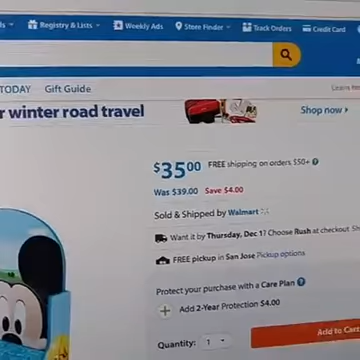 Registry & Lists
Weekly Ads
Store Finder
Track Orders
Credit Card
TODAY
Gift Guide
r winter road travel
Shop now
$35.00
FREE shipping on orders $50+
Was $39.00 Save $4.00
Sold & Shipped by Walmart
Want it by Thursday, Dec 1? Choose Rush at checkout.
FREE pickup in San Jose Pickup options
Protect your purchase with a Care Plan
Add 2-Year Protection $4.00
Quantity: 1
Add to Cart